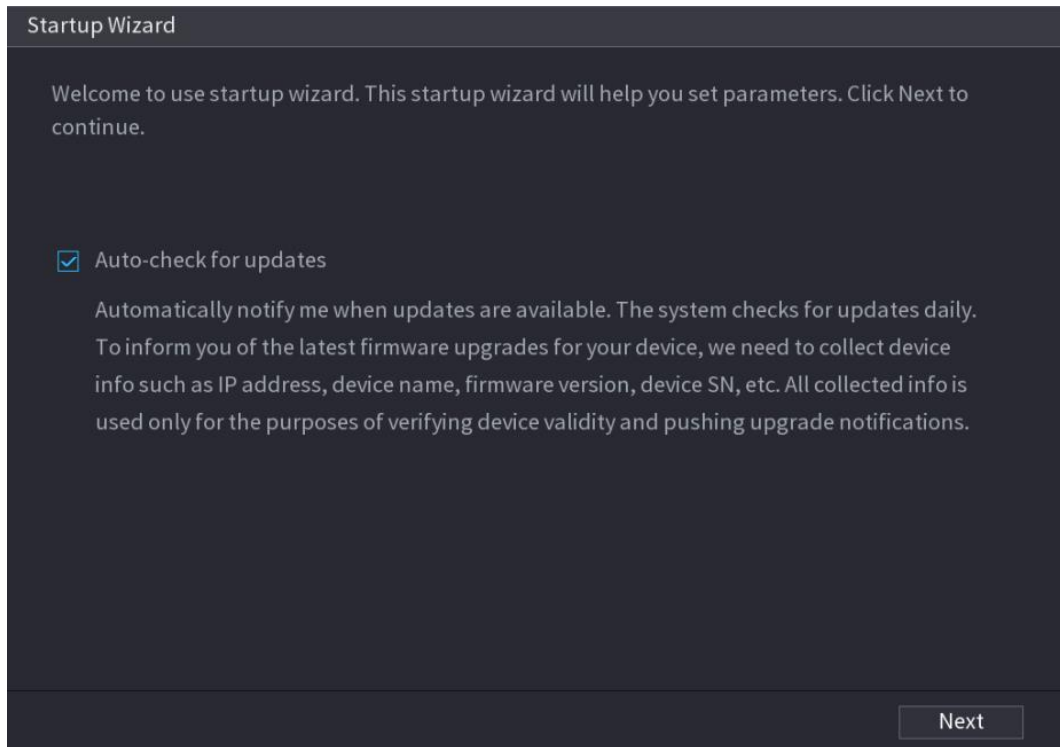 Startup Wizard
Welcome to use startup wizard. This startup wizard will help you set parameters. Click Next to
continue.
Auto-check for updates
Automatically notify me when updates are available. The system checks for updates daily.
To inform you of the latest firmware upgrades for your device, we need to collect device
info such as IP address, device name, firmware version, device SN, etc. All collected info is
used only for the purposes of verifying device validity and pushing upgrade notifications.
Next